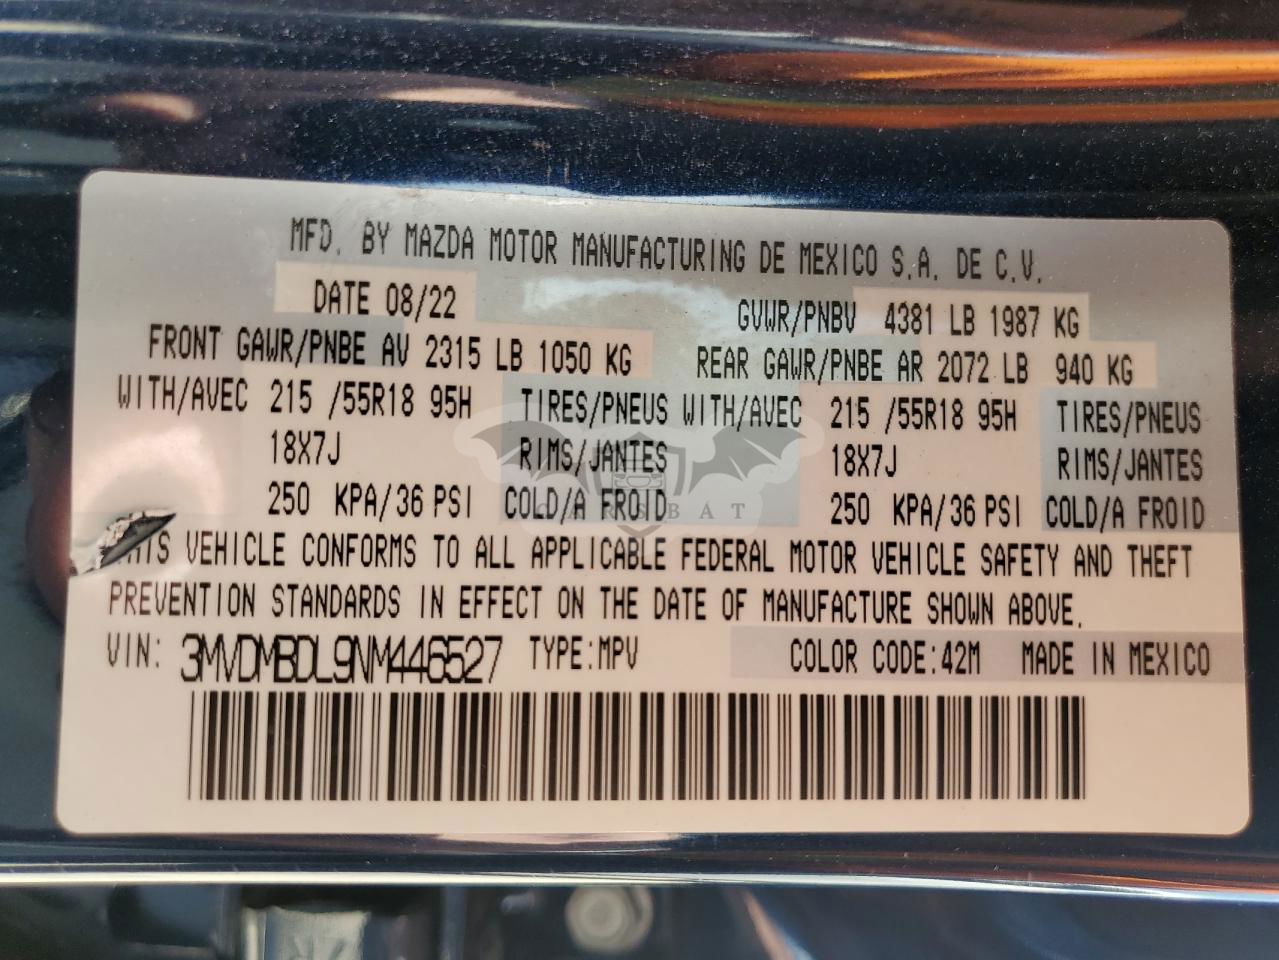 MFD. BY MAZDA MOTOR MANUFACTURING DE MEXICO S.A. DE C.V.
DATE 08/22 GVWR/PNBV 4381 LB 1987 KG
FRONT GAWR/PNBE AV 2315 LB 1050 KG REAR GAWR/PNBE AR 2072 LB 940 KG
WITH/AVEC 215 /55R18 95H TIRES/PNEUS WITH/AVEC 215 /55R18 95H TIRES/PNEUS
18X7J RIMS/JANTES 18X7J RIMS/JANTES
250 KPA/36 PSI COLD/A FROID 250 KPA/36 PSI COLD/A FROID
CARSBAT
THIS VEHICLE CONFORMS TO ALL APPLICABLE FEDERAL MOTOR VEHICLE SAFETY AND THEFT
PREVENTION STANDARDS IN EFFECT ON THE DATE OF MANUFACTURE SHOWN ABOVE.
VIN: 3MVDMBDL9NM446527 TYPE:MPV COLOR CODE:42M MADE IN MEXICO